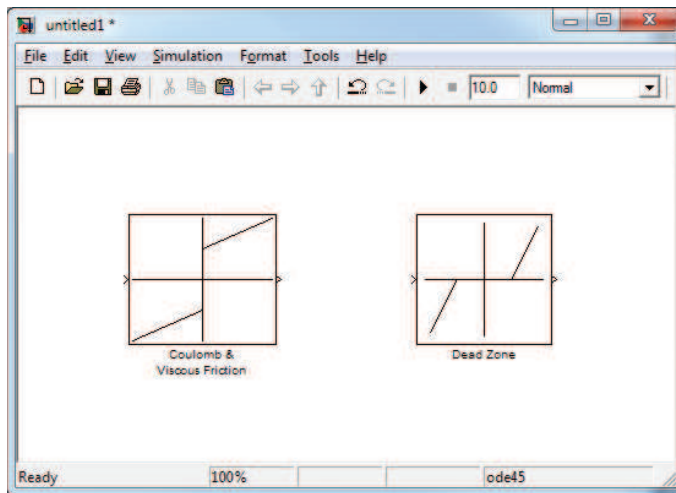 untitled1 *
File Edit View Simulation Format Tools Help
10.0 Normal
Coulomb &
Viscous Friction
Dead Zone
Ready 100% ode45